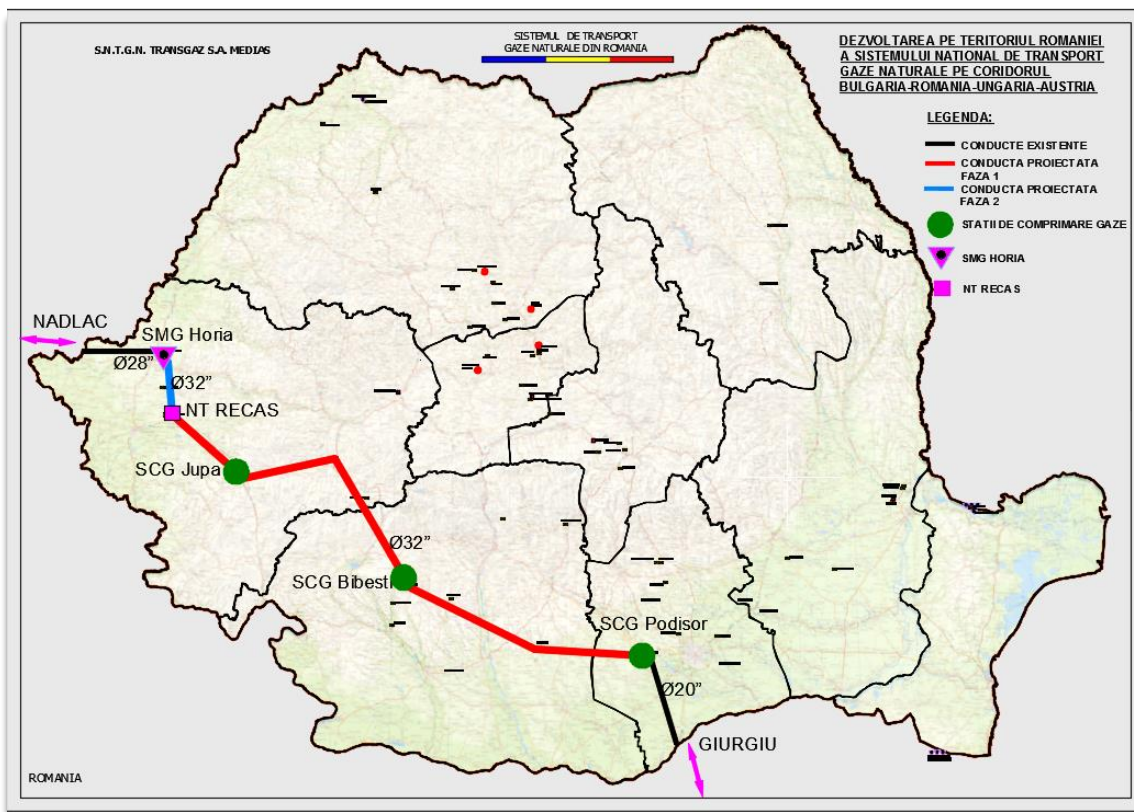 S.N.T.G.N. TRANSGAZ S.A. MEDIAS
SISTEMUL DE TRANSPORT
GAZE NATURALE DIN ROMANIA
DEZVOLTAREA PE TERITORIUL ROMANIEI
A SISTEMULUI NATIONAL DE TRANSPORT
GAZE NATURALE PE CORIDORUL
BULGARIA-ROMANIA-UNGARIA-AUSTRIA
LEGENDA:
CONDUCTE EXISTENTE
CONDUCTA PROIECTATA
FAZA 1
CONDUCTA PROIECTATA
FAZA 2
STATII DE COMPRIMARE GAZE
SMG HORIA
NT RECAS
NADLAC
SMG Horia
Ø28”
Ø32”
NT RECAS
SCG Jupa
Ø32”
SCG Bibesti
SCG Podisor
Ø20”
GIURGIU
ROMANIA